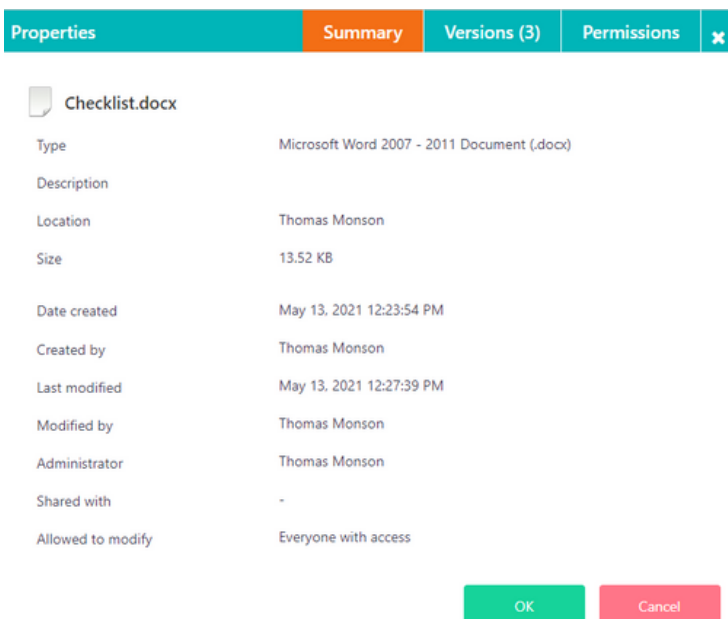 Properties Summary Versions (3) Permissions ×
Checklist.docx
Type Microsoft Word 2007 - 2011 Document (.docx)
Description
Location Thomas Monson
Size 13.52 KB
Date created May 13, 2021 12:23:54 PM
Created by Thomas Monson
Last modified May 13, 2021 12:27:39 PM
Modified by Thomas Monson
Administrator Thomas Monson
Shared with -
Allowed to modify Everyone with access
OK Cancel